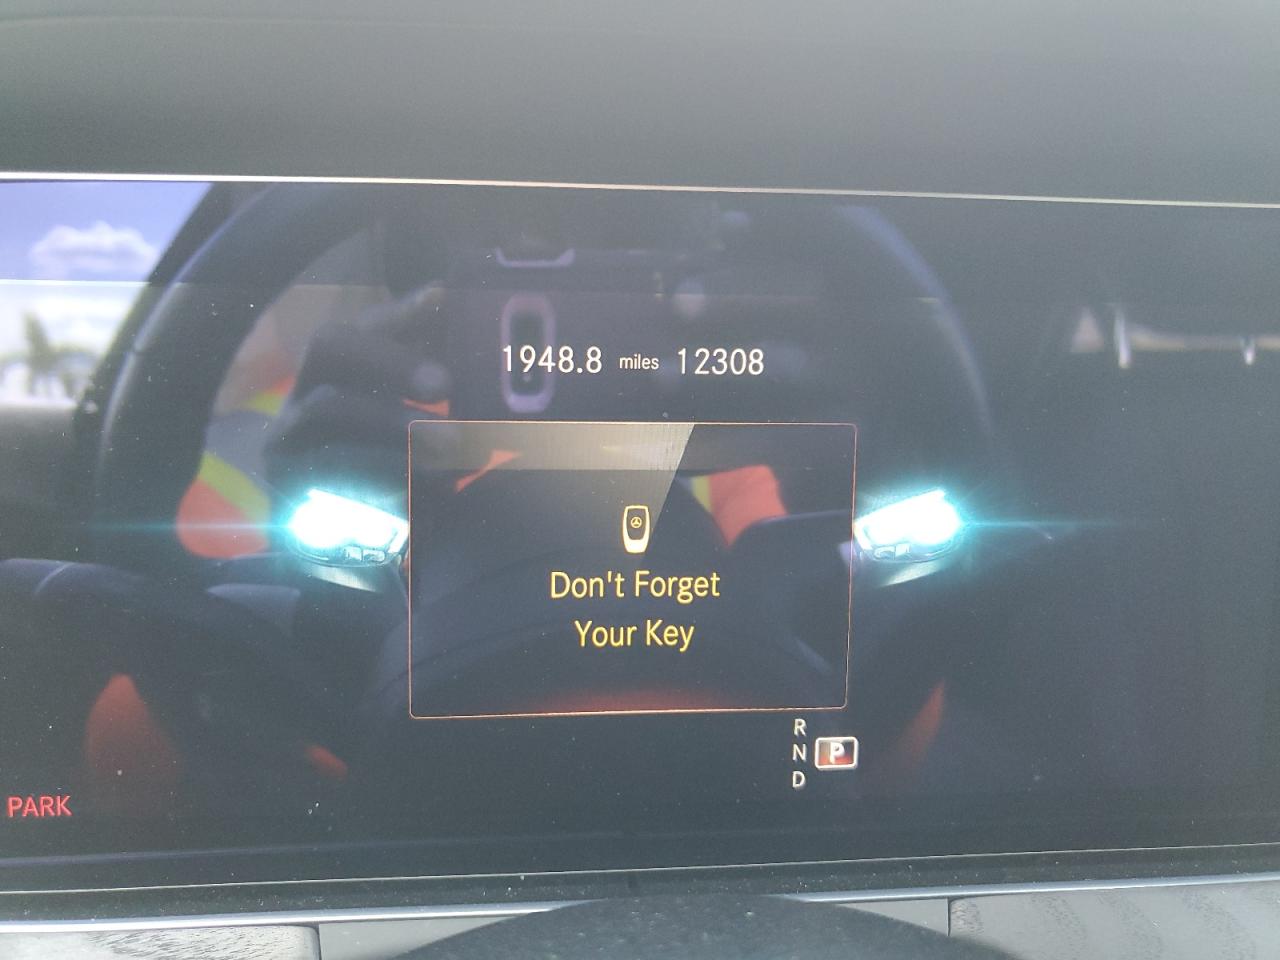 1948.8 miles 12308
Don't Forget
Your Key
R
N P
D
PARK